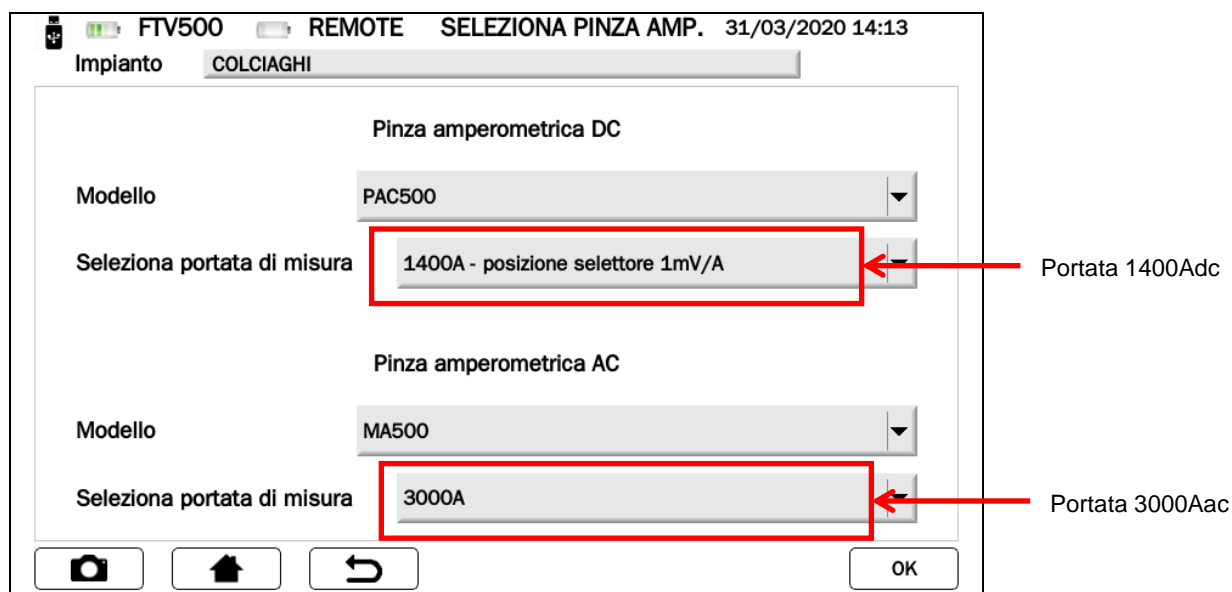 FTV500 REMOTE SELEZIONA PINZA AMP. 31/03/2020 14:13
Impianto COLCIAGHI
Pinza amperometrica DC
Modello PAC500
Seleziona portata di misura 1400A - posizione selettore 1mV/A
Portata 1400Adc
Pinza amperometrica AC
Modello MA500
Seleziona portata di misura 3000A
Portata 3000Aac
OK